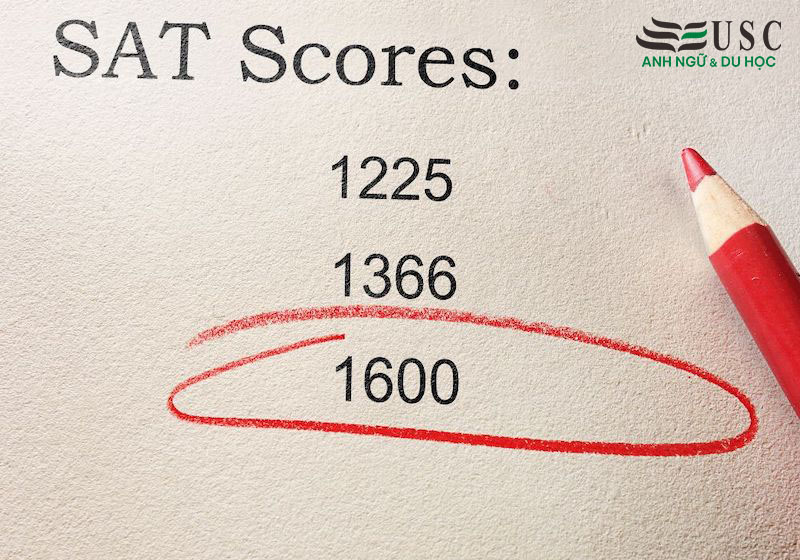 SAT Scores:
USC
ANH NGỮ & DU HỌC
1225
1366
1600